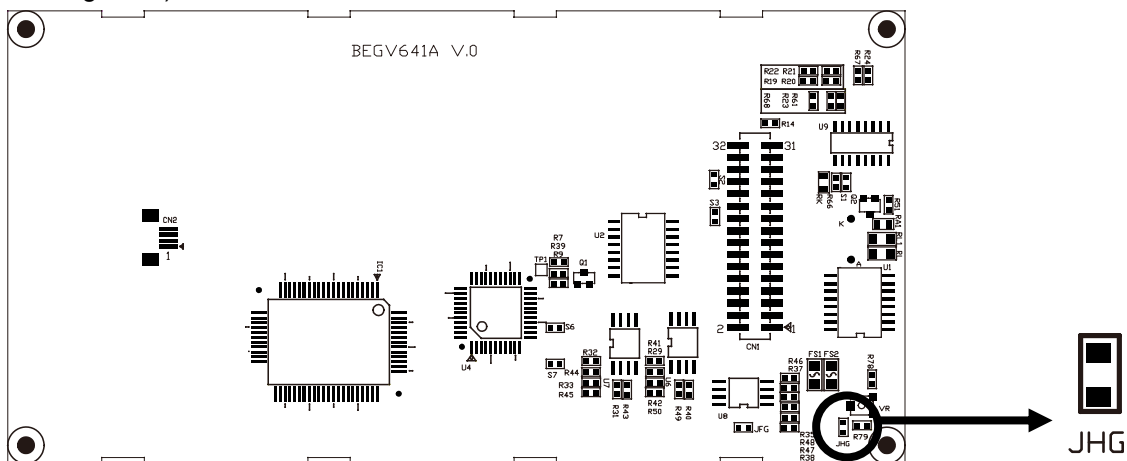 BEGV641A V.0
R22 R21
R19 R20
R67
R24
R68
R23
R61
R14
U9
32
31
S3
RK
R66
S1
Q2
R51
K
RA1
RL1
A
U1
CN2
1
IC1
R7
R39
R9
TP1
Q1
U2
U4
S6
S7
R32
R44
R33
R45
U7
R31
R43
R41
R29
U6
R42
R50
R49
R40
2
1
CN1
U8
JFG
R46
R37
FS1
FS2
R78
VR
R35
R48
R47
R38
JHG
R79
JHG